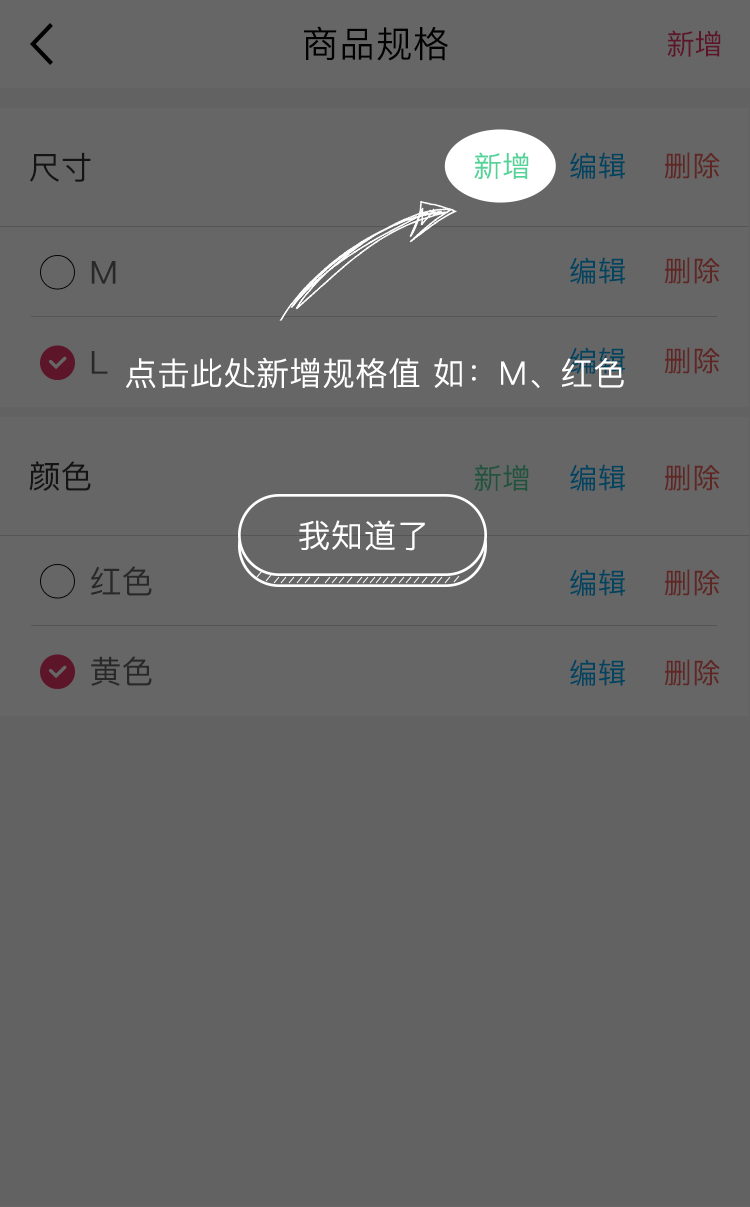 商品规格 新增
尺寸 新增 编辑 删除
M 编辑 删除
L 编辑 删除
点击此处新增规格值 如：M、红色
颜色 新增 编辑 删除
我知道了
红色 编辑 删除
黄色 编辑 删除